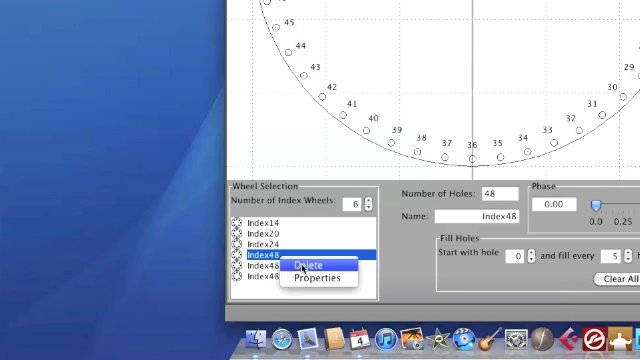 45
44
43
42
41
40
39
38
37
36
35
34
33
32
31
30
29
Wheel Selection
Number of Index Wheels: 6
Index14
Index20
Index24
Index48
Index48
Index48
Delete
Properties
Number of Holes: 48
Name: Index48
Phase
0.00
0.0 0.25
Fill Holes
Start with hole 0 and fill every 5
Clear All
4